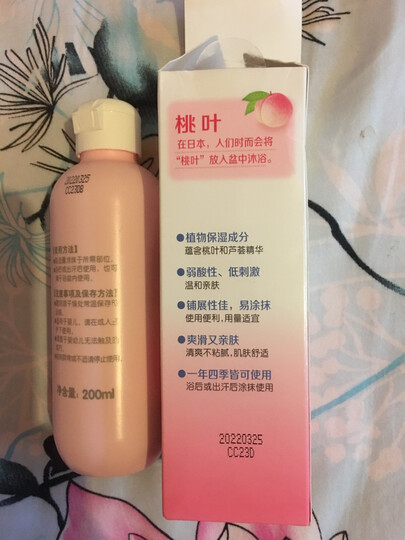 20220325
CC23DB
【使用方法】
200ml
桃叶
在日本，人们时而会将
“桃叶”放入盆中沐浴。
●植物保湿成分
蕴含桃叶和芦荟精华
●弱酸性、低刺激
温和亲肤
●铺展性佳，易涂抹
使用便利，用量适宜
●爽滑又亲肤
清爽不粘腻，肌肤舒适
●一年四季皆可使用
浴后或出汗后涂抹使用
20220325
CC23D